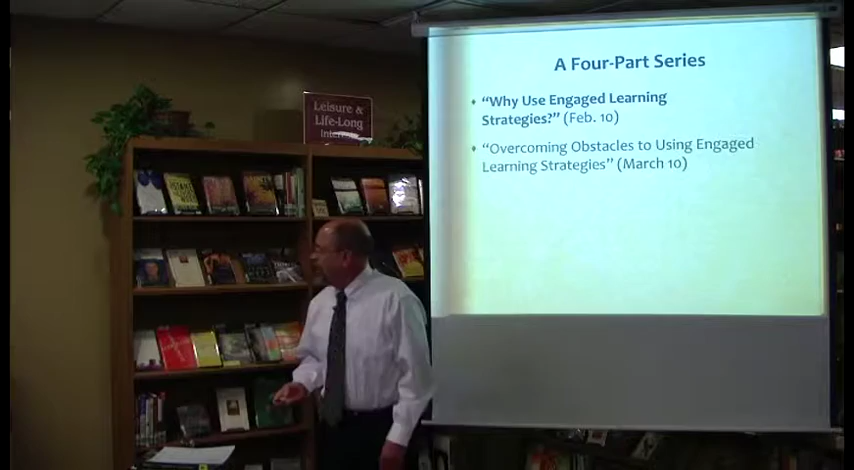 Leisure &
Life-Long
A Four-Part Series
“Why Use Engaged Learning
Strategies?” (Feb. 10)
“Overcoming Obstacles to Using Engaged
Learning Strategies” (March 10)